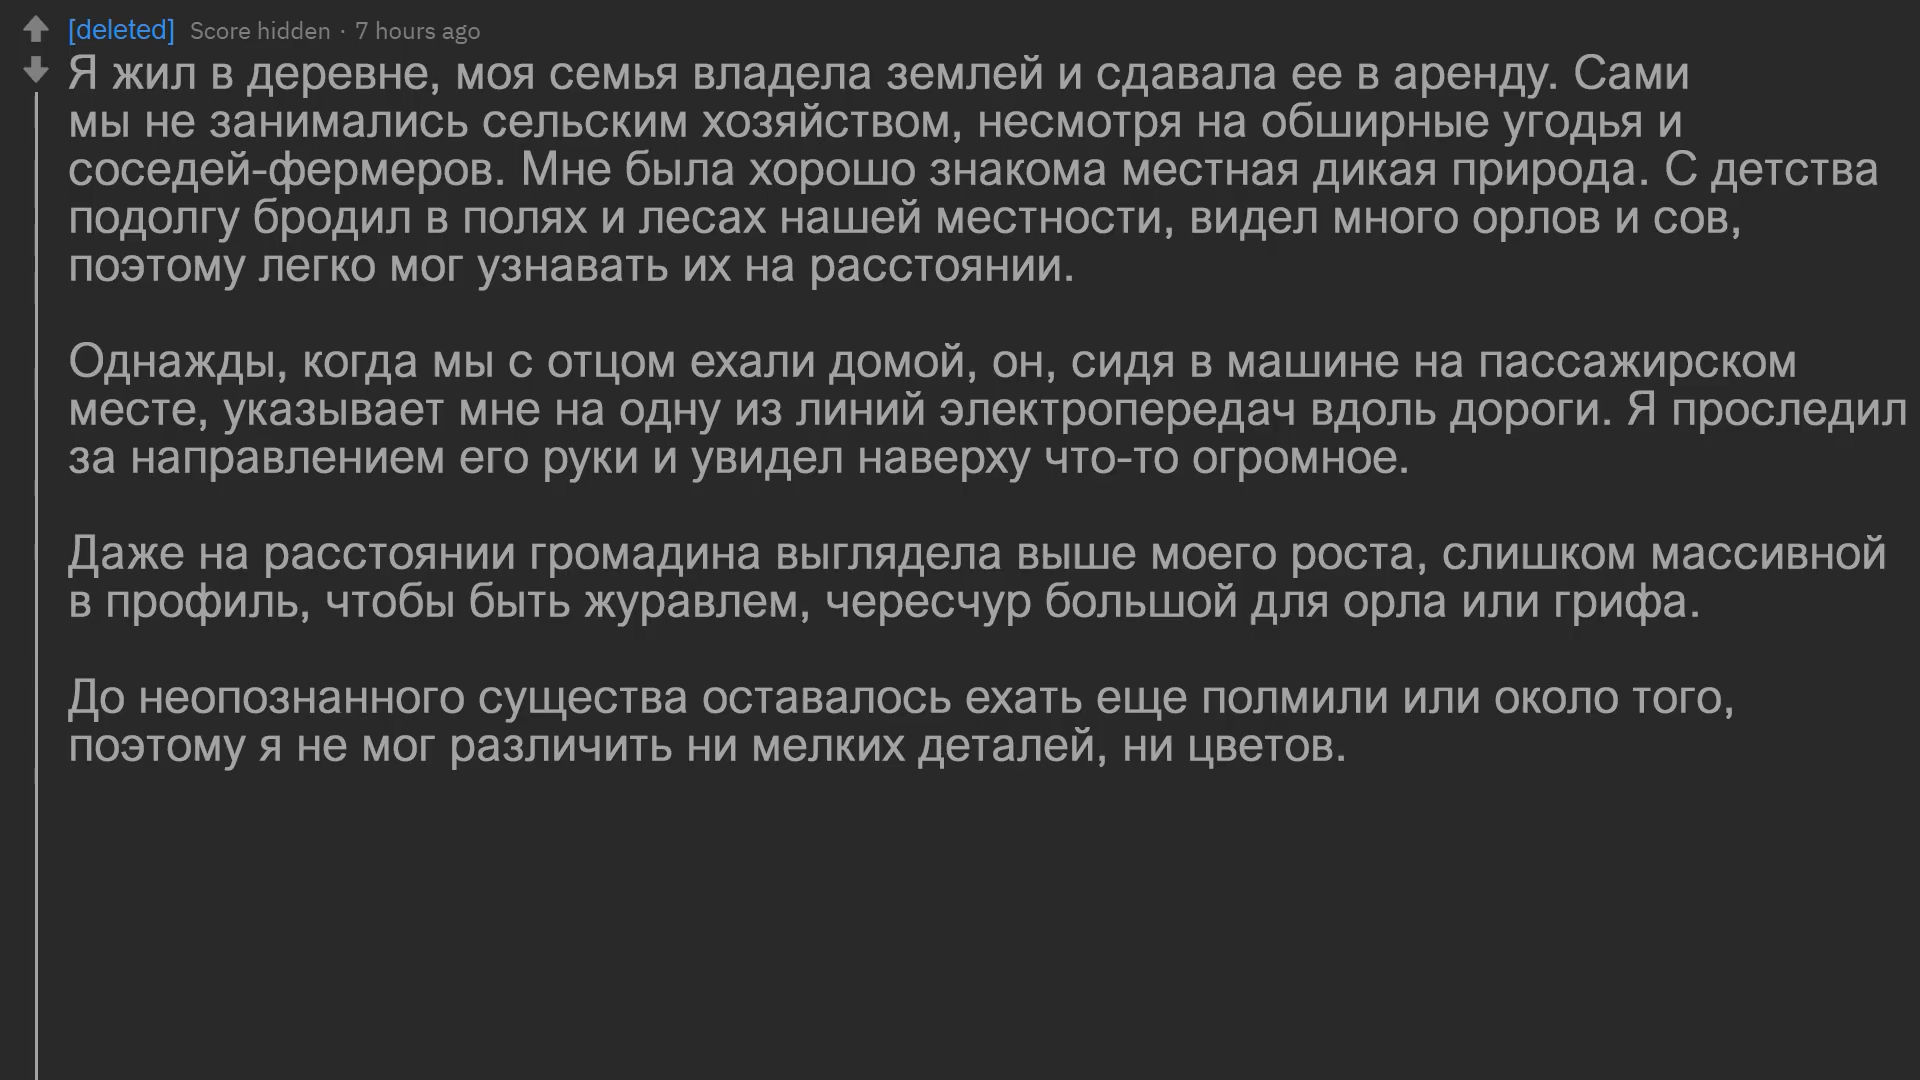 [deleted] Score hidden · 7 hours ago
Я жил в деревне, моя семья владела землей и сдавала ее в аренду. Сами
мы не занимались сельским хозяйством, несмотря на обширные угодья и
соседей-фермеров. Мне была хорошо знакома местная дикая природа. С детства
подолгу бродил в полях и лесах нашей местности, видел много орлов и сов,
поэтому легко мог узнавать их на расстоянии.
Однажды, когда мы с отцом ехали домой, он, сидя в машине на пассажирском
месте, указывает мне на одну из линий электропередач вдоль дороги. Я проследил
за направлением его руки и увидел наверху что-то огромное.
Даже на расстоянии громадина выглядела выше моего роста, слишком массивной
в профиль, чтобы быть журавлем, чересчур большой для орла или грифа.
До неопознанного существа оставалось ехать еще полмили или около того,
поэтому я не мог различить ни мелких деталей, ни цветов.